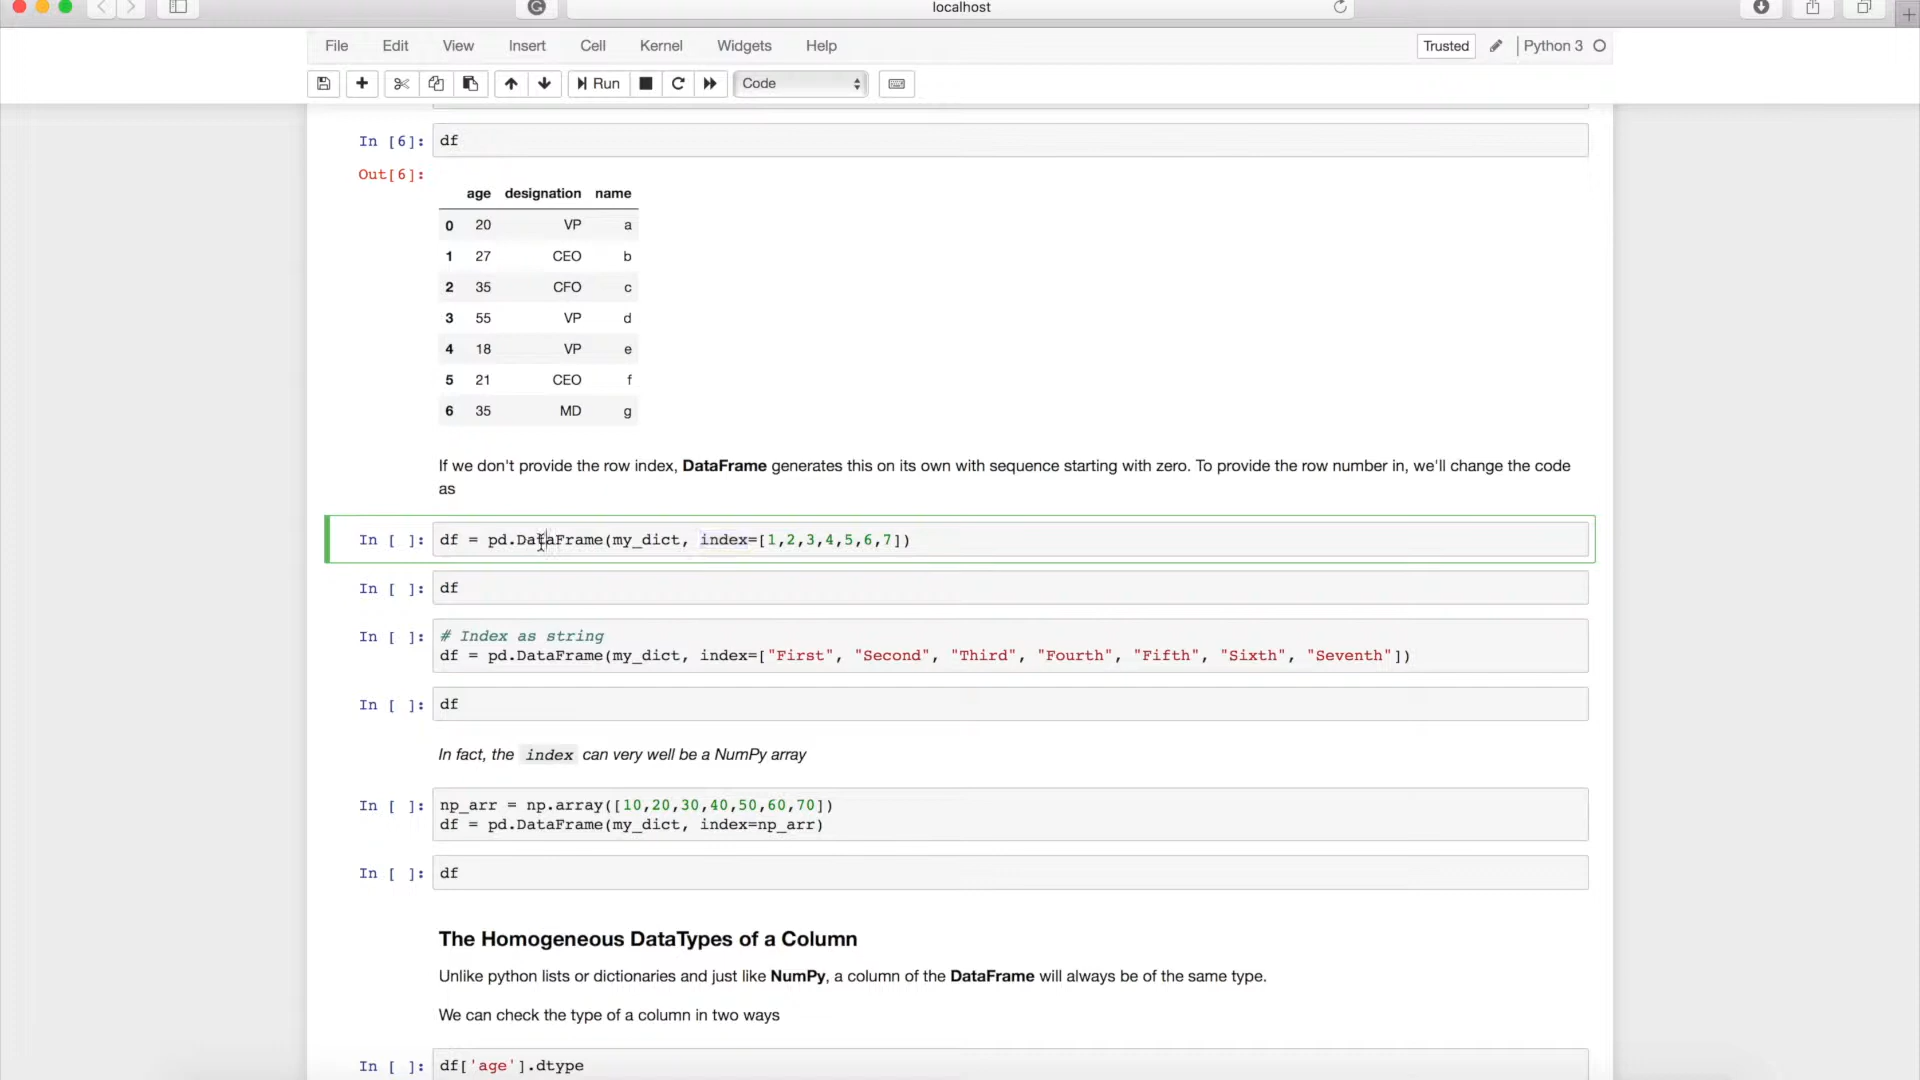 localhost
File Edit View Insert Cell Kernel Widgets Help Trusted Python 3
Run Code
In [6]: df
Out[6]:
age designation name
0 20 VP a
1 27 CEO b
2 35 CFO c
3 55 VP d
4 18 VP e
5 21 CEO f
6 35 MD g
If we don't provide the row index, DataFrame generates this on its own with sequence starting with zero. To provide the row number in, we'll change the code
as
In [ ]: df = pd.DataFrame(my_dict, index=[1,2,3,4,5,6,7])
In [ ]: df
In [ ]: # Index as string
df = pd.DataFrame(my_dict, index=["First", "Second", "Third", "Fourth", "Fifth", "Sixth", "Seventh"])
In [ ]: df
In fact, the index can very well be a NumPy array
In [ ]: np_arr = np.array([10,20,30,40,50,60,70])
df = pd.DataFrame(my_dict, index=np_arr)
In [ ]: df
The Homogeneous DataTypes of a Column
Unlike python lists or dictionaries and just like NumPy, a column of the DataFrame will always be of the same type.
We can check the type of a column in two ways
In [ ]: df['age'].dtype